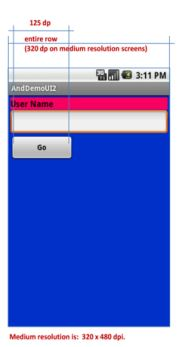 125 dp
entire row
(320 dp on medium resolution screens)
3:11 PM
AndDemoUI2
User Name
Go
Medium resolution is: 320 x 480 dpi.